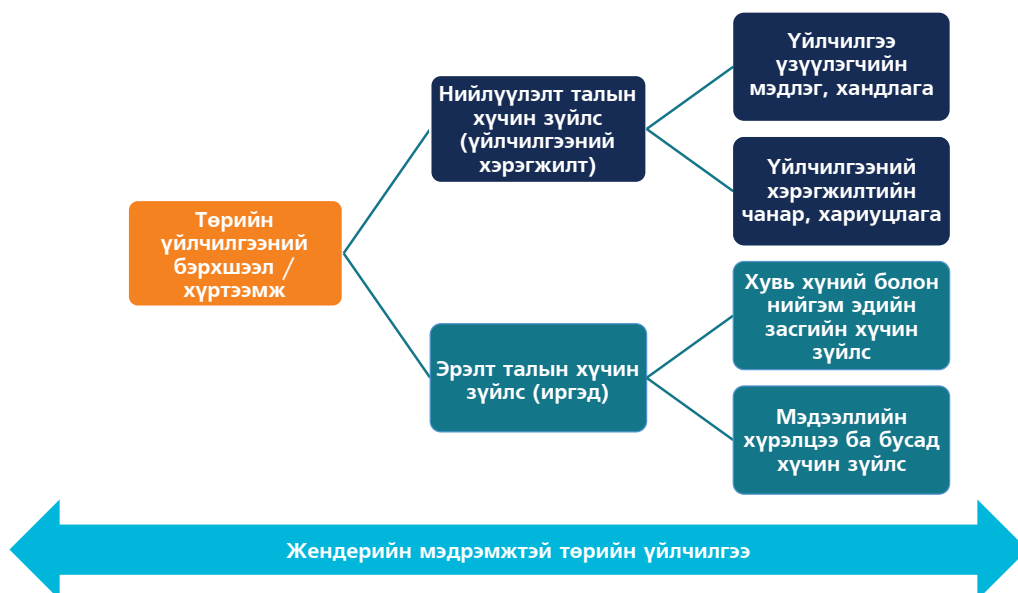 Төрийн
үйлчилгээний
бэрхшээл /
хүртээмж
Нийлүүлэлт талын
хүчин зүйлс
(үйлчилгээний
хэрэгжилт)
Үйлчилгээ
үзүүлэгчийн
мэдлэг, хандлага
Үйлчилгээний
хэрэгжилтийн
чанар, хариуцлага
Эрэлт талын хүчин
зүйлс (иргэд)
Хувь хүний болон
нийгэм эдийн
засгийн хүчин
зүйлс
Мэдээллийн
хүрэлцээ ба бусад
хүчин зүйлс
Жендерийн мэдрэмжтэй төрийн үйлчилгээ